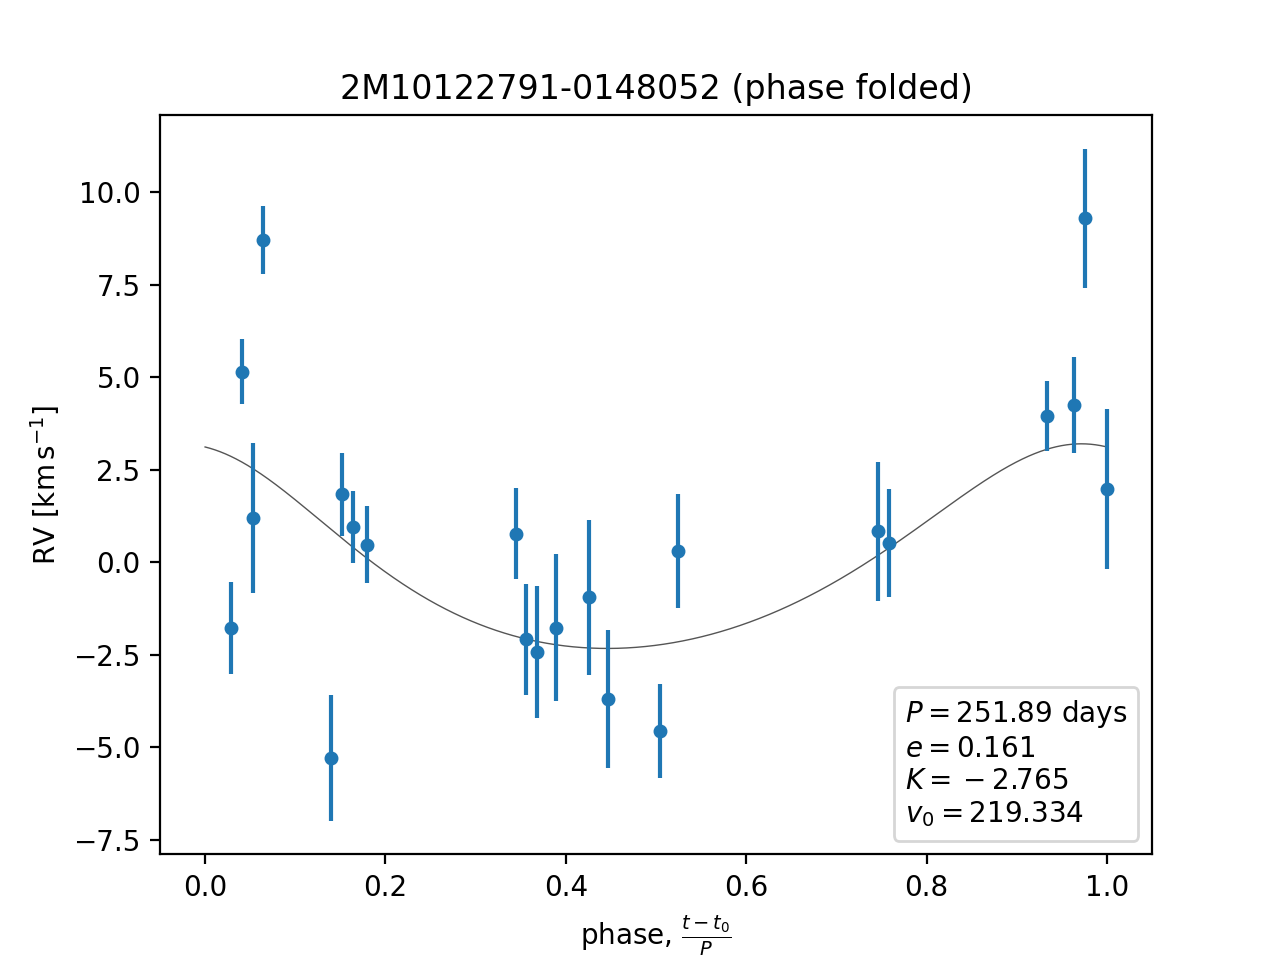 2M10122791-0148052 (phase folded)
RV [km s⁻¹]
10.0
7.5
5.0
2.5
0.0
−2.5
−5.0
−7.5
P = 251.89 days
e = 0.161
K = − 2.765
v₀ = 219.334
0.0 0.2 0.4 0.6 0.8 1.0
phase, (t − t₀)/P